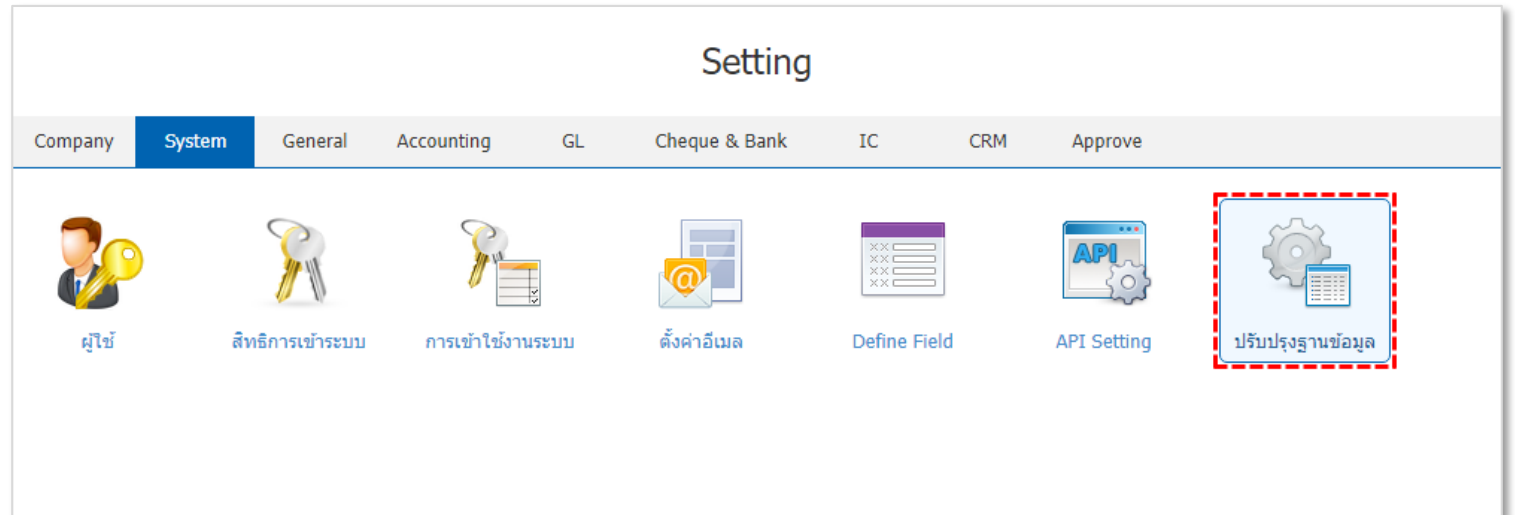 Setting
Company System General Accounting GL Cheque & Bank IC CRM Approve
@ ×× ×× ×× ×× API
ผู้ใช้ สิทธิการเข้าระบบ การเข้าใช้งานระบบ ตั้งค่าอีเมล Define Field API Setting ปรับปรุงฐานข้อมูล